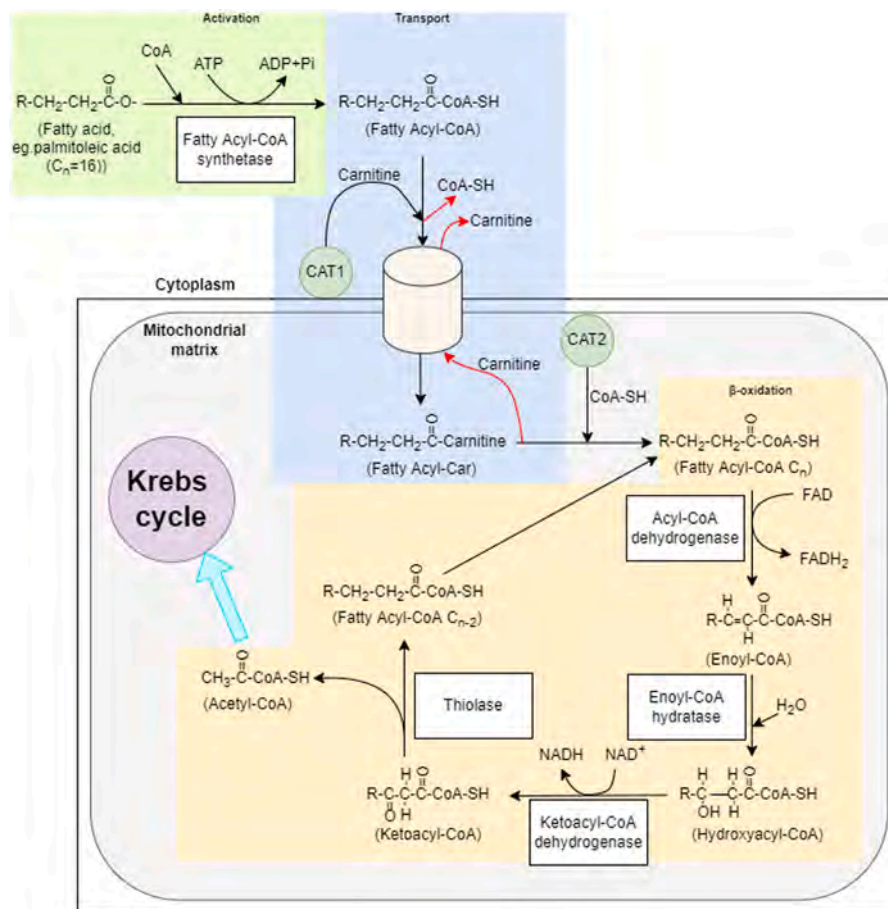 Activation
Transport
CoA
ATP
ADP+Pi
O
R-CH₂-CH₂-C-O-
(Fatty acid,
eg.palmitoleic acid
(Cₙ=16))
Fatty Acyl-CoA
synthetase
O
R-CH₂-CH₂-C-CoA-SH
(Fatty Acyl-CoA)
Carnitine
CoA-SH
Carnitine
CAT1
Cytoplasm
Mitochondrial
matrix
CAT2
Carnitine
CoA-SH
β-oxidation
O
R-CH₂-CH₂-C-Carnitine
(Fatty Acyl-Car)
O
R-CH₂-CH₂-C-CoA-SH
(Fatty Acyl-CoA Cₙ)
Krebs
cycle
Acyl-CoA
dehydrogenase
FAD
FADH₂
O
R-CH₂-CH₂-C-CoA-SH
(Fatty Acyl-CoA Cₙ₋₂)
H O
R-C=C-C-CoA-SH
H
(Enoyl-CoA)
O
CH₃-C-CoA-SH
(Acetyl-CoA)
Thiolase
Enoyl-CoA
hydratase
H₂O
NADH
NAD⁺
H O
R-C-C-C-CoA-SH
O H
(Ketoacyl-CoA)
Ketoacyl-CoA
dehydrogenase
H H O
R-C-C-C-CoA-SH
OH H
(Hydroxyacyl-CoA)